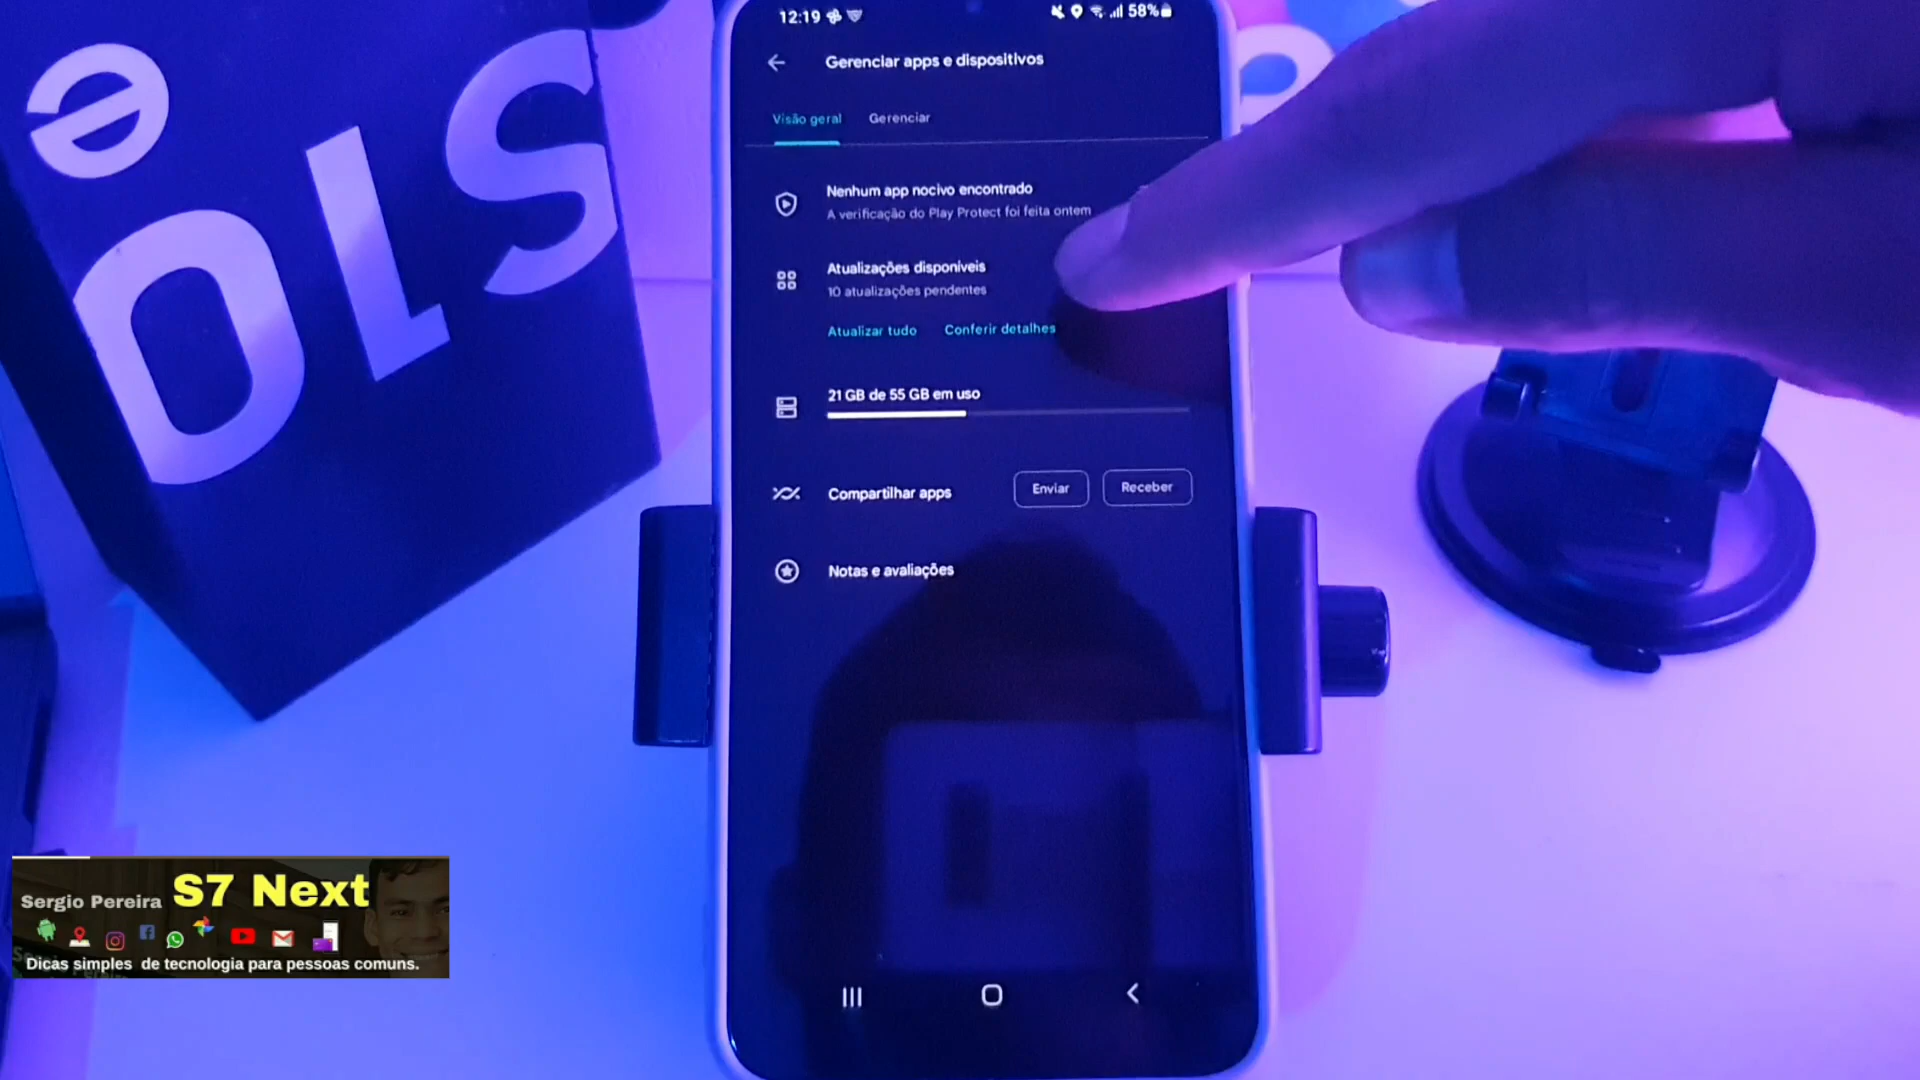 12:19
58%
Gerenciar apps e dispositivos
Visão geral
Gerenciar
Nenhum app nocivo encontrado
A verificação do Play Protect foi feita ontem
Atualizações disponíveis
10 atualizações pendentes
Atualizar tudo
Conferir detalhes
21 GB de 55 GB em uso
Compartilhar apps
Enviar
Receber
Notas e avaliações
S10e
Sergio Pereira S7 Next
Dicas simples de tecnologia para pessoas comuns.